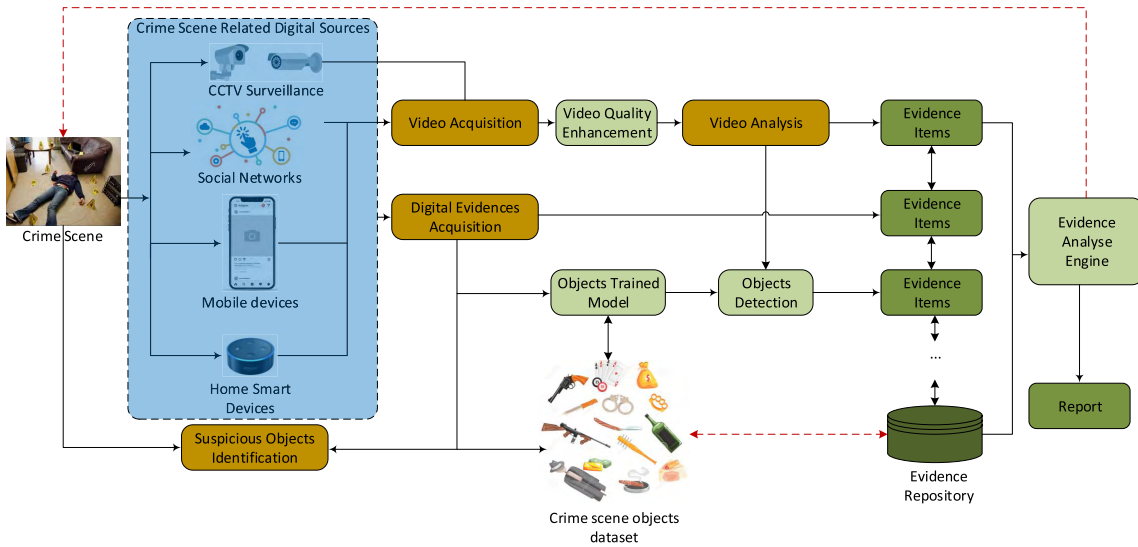 Crime Scene Related Digital Sources
CCTV Surveillance
Social Networks
Mobile devices
Home Smart
Devices
Crime Scene
Video Acquisition
Video Quality
Enhancement
Video Analysis
Evidence
Items
Digital Evidences
Acquisition
Evidence
Items
Objects Trained
Model
Objects
Detection
Evidence
Items
...
Evidence
Analyse
Engine
Report
Suspicious Objects
Identification
Crime scene objects
dataset
Evidence
Repository